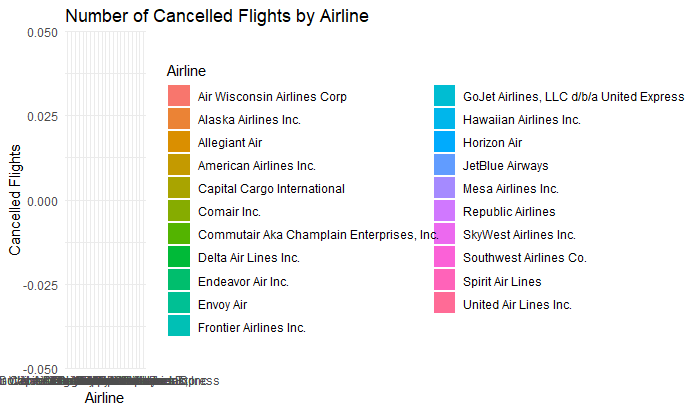 Number of Cancelled Flights by Airline
0.050
0.025
0.000
-0.025
-0.050
Cancelled Flights
Airline
Airline
Air Wisconsin Airlines Corp
Alaska Airlines Inc.
Allegiant Air
American Airlines Inc.
Capital Cargo International
Comair Inc.
Commutair Aka Champlain Enterprises, Inc.
Delta Air Lines Inc.
Endeavor Air Inc.
Envoy Air
Frontier Airlines Inc.
GoJet Airlines, LLC d/b/a United Express
Hawaiian Airlines Inc.
Horizon Air
JetBlue Airways
Mesa Airlines Inc.
Republic Airlines
SkyWest Airlines Inc.
Southwest Airlines Co.
Spirit Air Lines
United Air Lines Inc.